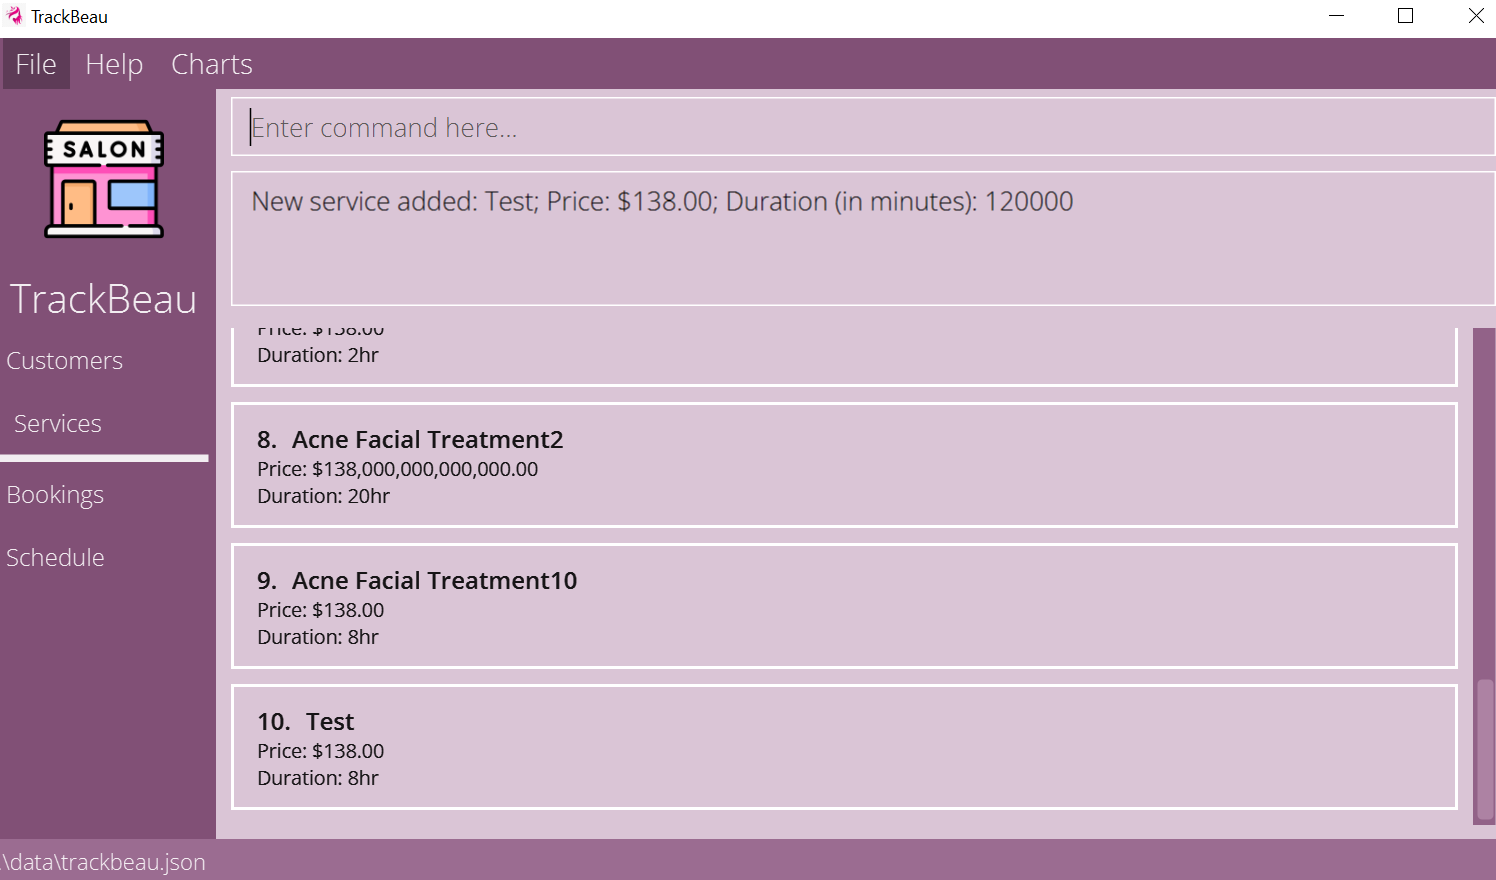 TrackBeau
File Help Charts
SALON
TrackBeau
Customers
Services
Bookings
Schedule
Enter command here...
New service added: Test; Price: $138.00; Duration (in minutes): 120000
Price: $138.00
Duration: 2hr
8. Acne Facial Treatment2
Price: $138,000,000,000,000.00
Duration: 20hr
9. Acne Facial Treatment10
Price: $138.00
Duration: 8hr
10. Test
Price: $138.00
Duration: 8hr
.\data\trackbeau.json